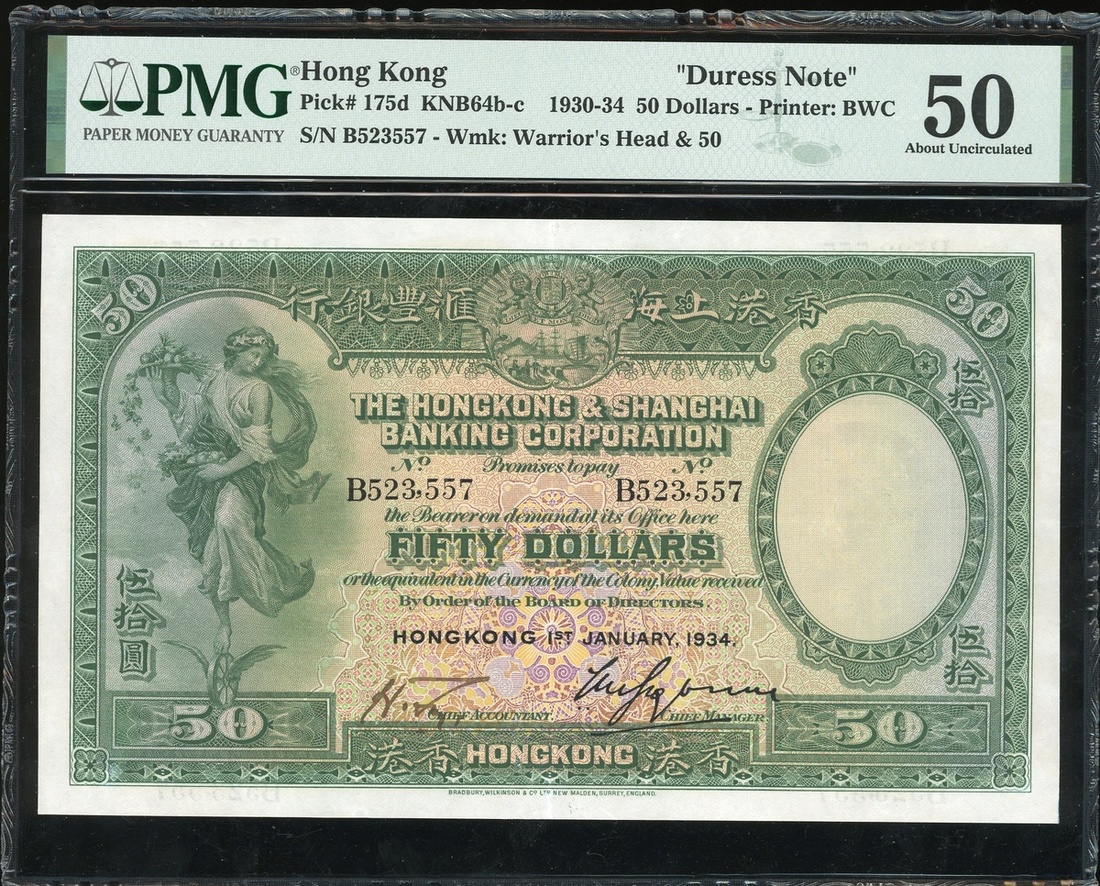 PMG®
PAPER MONEY GUARANTY
Hong Kong "Duress Note"
Pick# 175d KNB64b-c 1930-34 50 Dollars - Printer: BWC
S/N B523557 - Wmk: Warrior's Head & 50
50
About Uncirculated
50 50
香港上海滙豐銀行
伍拾
THE HONGKONG & SHANGHAI
BANKING CORPORATION
Nº Promises to pay Nº
B523,557 B523,557
the Bearer on demand at its Office here
FIFTY DOLLARS
or the equivalent in the Currency of the Colony, Value received
By Order of the BOARD OF DIRECTORS.
伍拾圓
伍拾
HONGKONG 1ST JANUARY, 1934.
CHIEF ACCOUNTANT. CHIEF MANAGER
50 50
香港 HONGKONG 香港
BRADBURY, WILKINSON & Cº LTD NEW MALDEN, SURREY, ENGLAND.